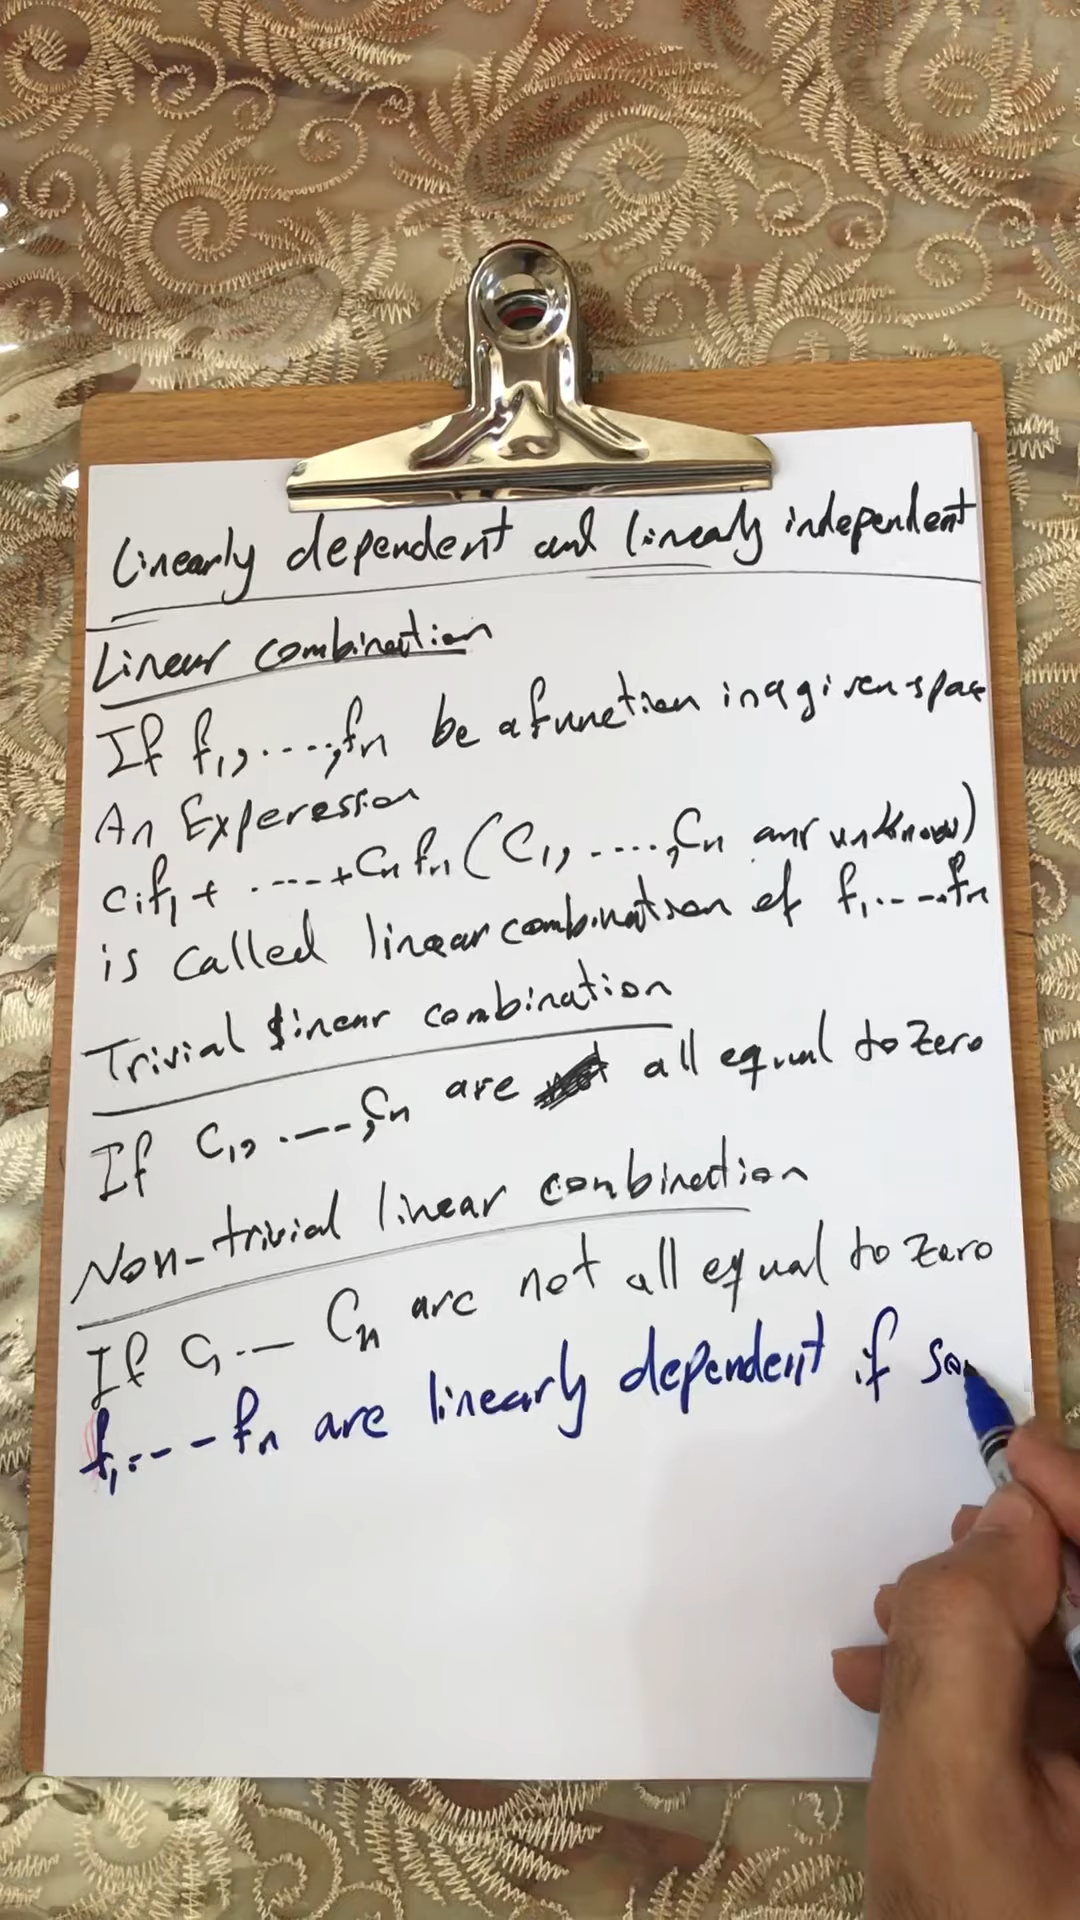 Linearly dependent and linearly independent
Linear combination
If f₁, ....., fn be a function in a given space
An Experession
c₁f₁ + .....+cn fn (C₁, ....., Cn are unknown)
is called linear combination of f₁.....fn
Trivial linear combination
If C₁, ....., Cn are all equal to zero
Non-trivial linear combination
If C₁ ... Cn are not all equal to zero
f₁.... fn are linearly dependent if so